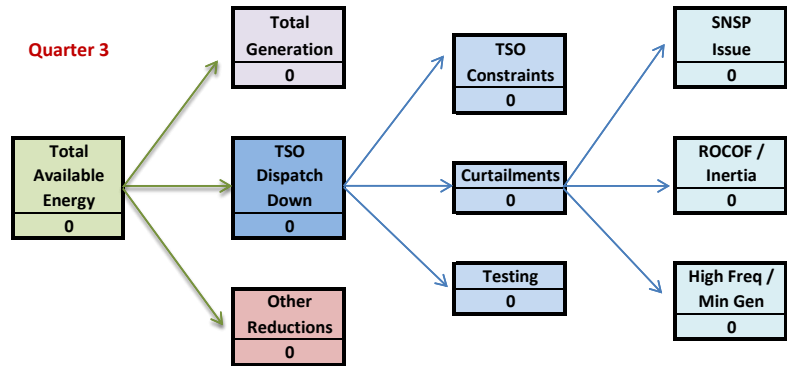 Quarter 3
Total
Available
Energy
0
Total
Generation
0
TSO
Dispatch
Down
0
Other
Reductions
0
TSO
Constraints
0
Curtailments
0
Testing
0
SNSP
Issue
0
ROCOF /
Inertia
0
High Freq /
Min Gen
0